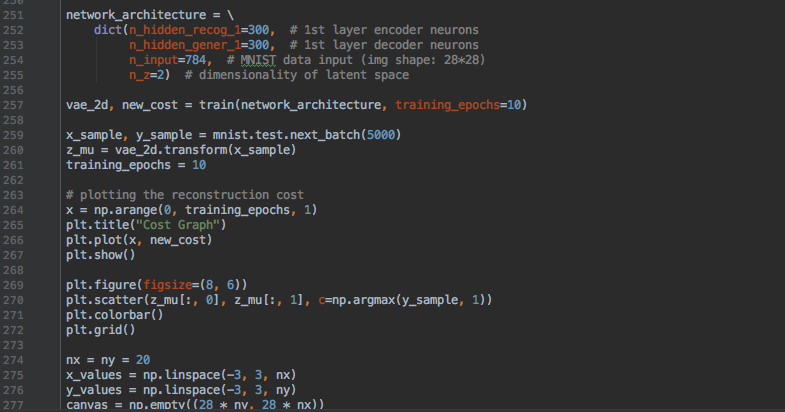 250
251 network_architecture = \
252     dict(n_hidden_recog_1=300,  # 1st layer encoder neurons
253          n_hidden_gener_1=300,  # 1st layer decoder neurons
254          n_input=784,  # MNIST data input (img shape: 28*28)
255          n_z=2)  # dimensionality of latent space
256
257 vae_2d, new_cost = train(network_architecture, training_epochs=10)
258
259 x_sample, y_sample = mnist.test.next_batch(5000)
260 z_mu = vae_2d.transform(x_sample)
261 training_epochs = 10
262
263 # plotting the reconstruction cost
264 x = np.arange(0, training_epochs, 1)
265 plt.title("Cost Graph")
266 plt.plot(x, new_cost)
267 plt.show()
268
269 plt.figure(figsize=(8, 6))
270 plt.scatter(z_mu[:, 0], z_mu[:, 1], c=np.argmax(y_sample, 1))
271 plt.colorbar()
272 plt.grid()
273
274 nx = ny = 20
275 x_values = np.linspace(-3, 3, nx)
276 y_values = np.linspace(-3, 3, ny)
277 canvas = np.empty((28 * ny, 28 * nx))